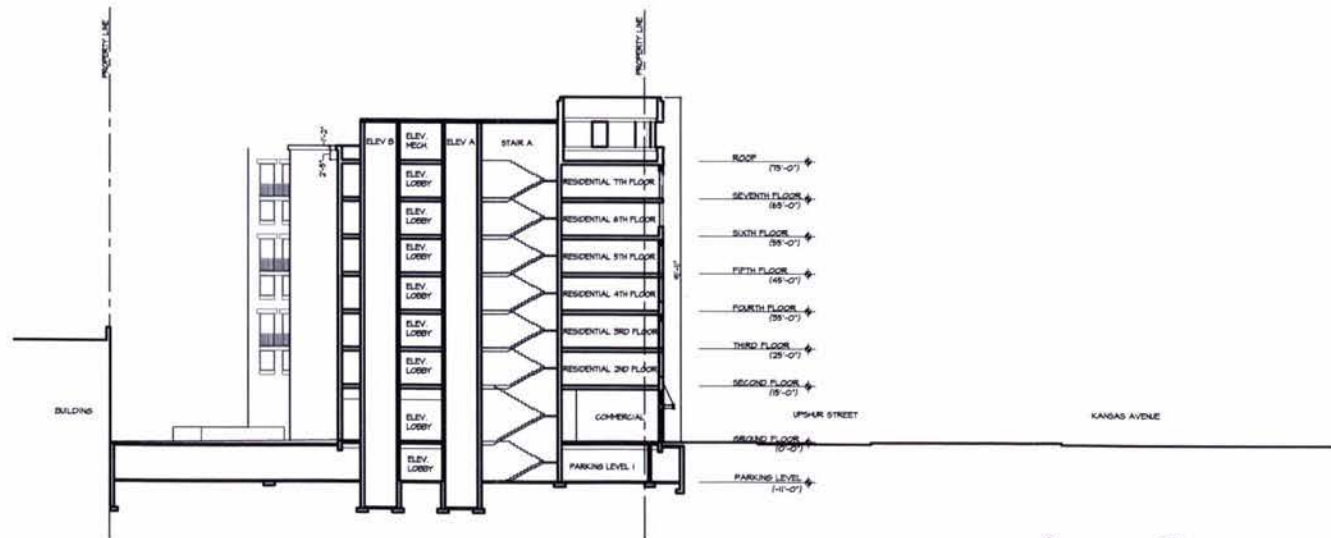 PROPERTY LINE
PROPERTY LINE
ELEV B
ELEV. MECH.
ELEV A
STAIR A
1'-2"
2'-5"
ROOF
(75'-0")
ELEV. LOBBY
RESIDENTIAL 7TH FLOOR
SEVENTH FLOOR
(65'-0")
ELEV. LOBBY
RESIDENTIAL 6TH FLOOR
SIXTH FLOOR
(55'-0")
ELEV. LOBBY
RESIDENTIAL 5TH FLOOR
FIFTH FLOOR
(45'-0")
ELEV. LOBBY
RESIDENTIAL 4TH FLOOR
FOURTH FLOOR
(35'-0")
ELEV. LOBBY
RESIDENTIAL 3RD FLOOR
THIRD FLOOR
(25'-0")
ELEV. LOBBY
RESIDENTIAL 2ND FLOOR
SECOND FLOOR
(15'-0")
BUILDING
ELEV. LOBBY
COMMERCIAL
UPSHUR STREET
KANSAS AVENUE
GROUND FLOOR
(0'-0")
ELEV. LOBBY
PARKING LEVEL 1
PARKING LEVEL
(-11'-0")